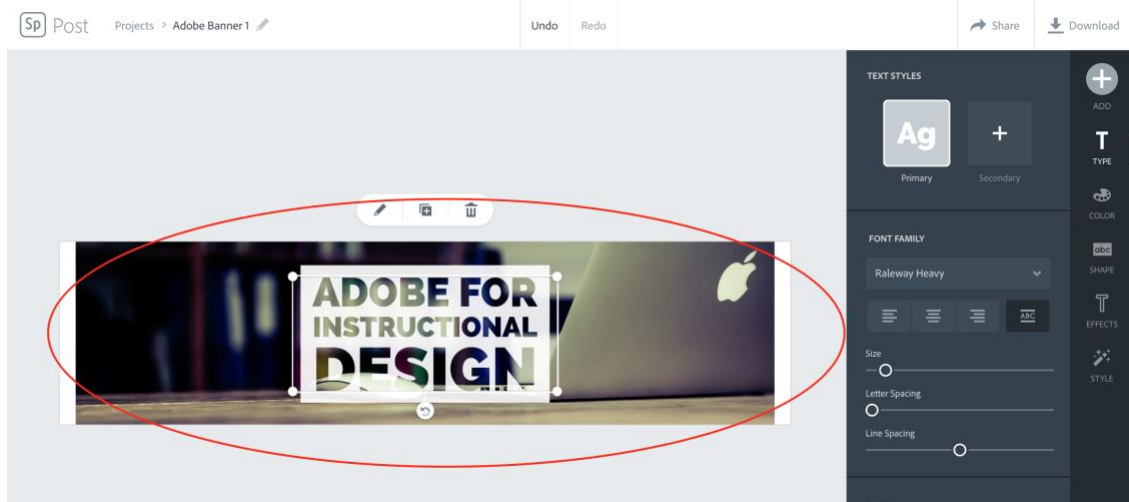 Sp Post Projects > Adobe Banner 1 Undo Redo Share Download
TEXT STYLES
Ag +
Primary Secondary
ADD
TYPE
COLOR
SHAPE
EFFECTS
STYLE
ADOBE FOR
INSTRUCTIONAL
DESIGN
FONT FAMILY
Raleway Heavy
ABC
abc
Size
Letter Spacing
Line Spacing